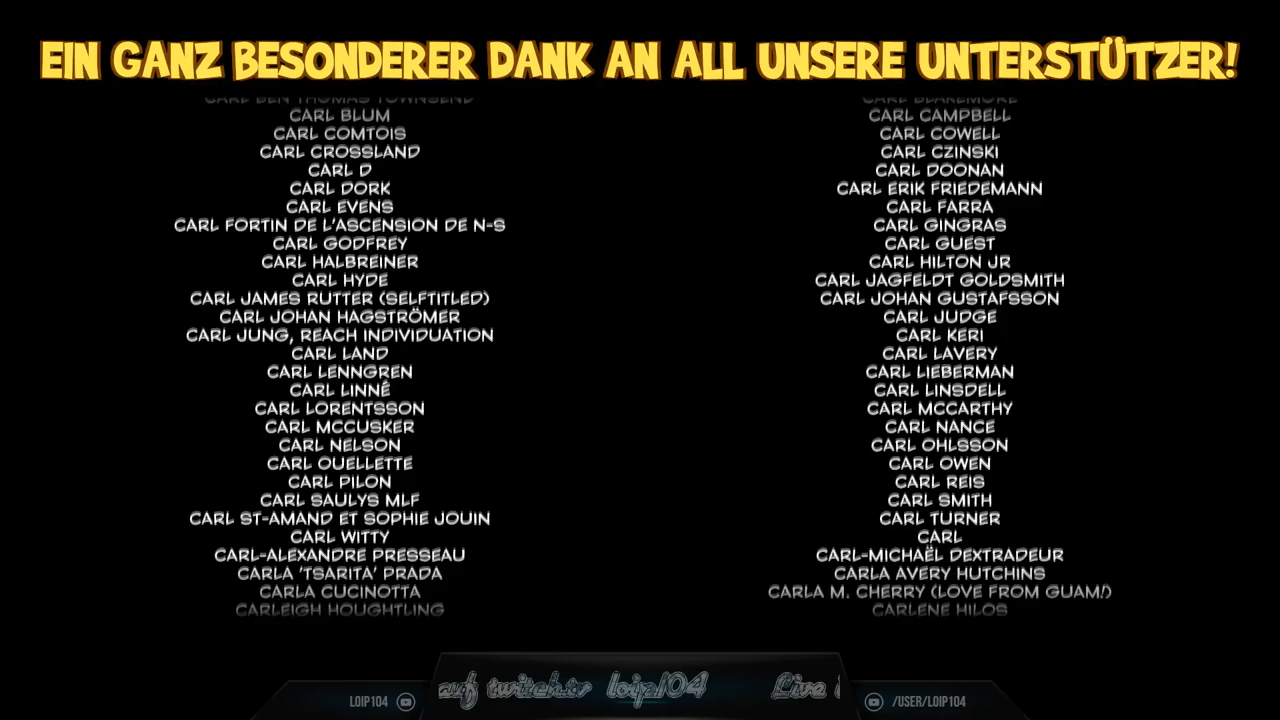 EIN GANZ BESONDERER DANK AN ALL UNSERE UNTERSTÜTZER!
CARL BEN THOMAS TOWNSEND
CARL BLUM
CARL COMTOIS
CARL CROSSLAND
CARL D
CARL DORK
CARL EVENS
CARL FORTIN DE L'ASCENSION DE N-S
CARL GODFREY
CARL HALBREINER
CARL HYDE
CARL JAMES RUTTER (SELFTITLED)
CARL JOHAN HAGSTRÖMER
CARL JUNG, REACH INDIVIDUATION
CARL LAND
CARL LENNGREN
CARL LINNÉ
CARL LORENTSSON
CARL MCCUSKER
CARL NELSON
CARL OUELLETTE
CARL PILON
CARL SAULYS MLF
CARL ST-AMAND ET SOPHIE JOUIN
CARL WITTY
CARL-ALEXANDRE PRESSEAU
CARLA 'TSARITA' PRADA
CARLA CUCINOTTA
CARLEIGH HOUGHTLING
CARL BLAKEMORE
CARL CAMPBELL
CARL COWELL
CARL CZINSKI
CARL DOONAN
CARL ERIK FRIEDEMANN
CARL FARRA
CARL GINGRAS
CARL GUEST
CARL HILTON JR
CARL JAGFELDT GOLDSMITH
CARL JOHAN GUSTAFSSON
CARL JUDGE
CARL KERI
CARL LAVERY
CARL LIEBERMAN
CARL LINSDELL
CARL MCCARTHY
CARL NANCE
CARL OHLSSON
CARL OWEN
CARL REIS
CARL SMITH
CARL TURNER
CARL
CARL-MICHAËL DEXTRADEUR
CARLA AVERY HUTCHINS
CARLA M. CHERRY (LOVE FROM GUAM!)
CARLENE HILOS
LOIP104
auf twitch.tv loip104 Live
/USER/LOIP104